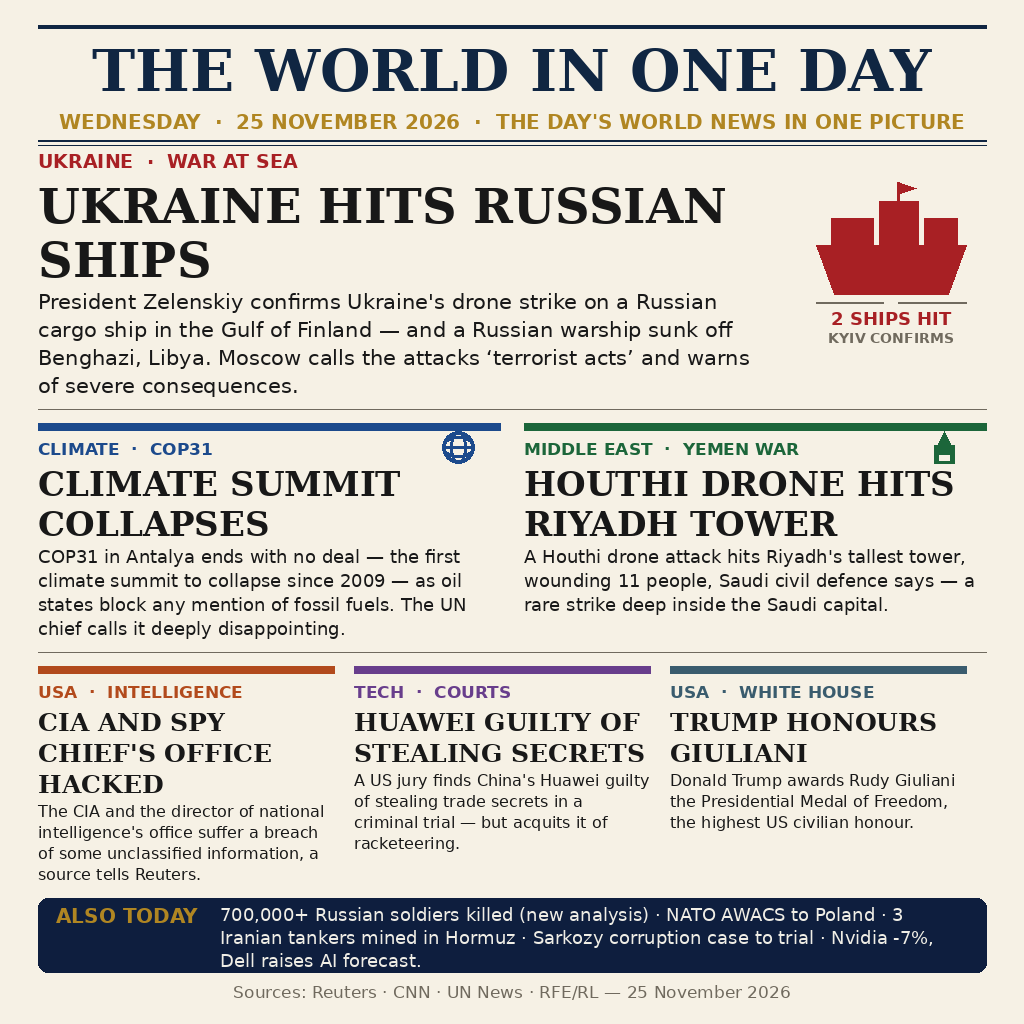 THE WORLD IN ONE DAY
WEDNESDAY · 25 NOVEMBER 2026 · THE DAY'S WORLD NEWS IN ONE PICTURE
UKRAINE · WAR AT SEA
UKRAINE HITS RUSSIAN
SHIPS
President Zelenskiy confirms Ukraine's drone strike on a Russian
cargo ship in the Gulf of Finland — and a Russian warship sunk off
Benghazi, Libya. Moscow calls the attacks ‘terrorist acts’ and warns
of severe consequences.
2 SHIPS HIT
KYIV CONFIRMS
CLIMATE · COP31
CLIMATE SUMMIT
COLLAPSES
COP31 in Antalya ends with no deal — the first
climate summit to collapse since 2009 — as oil
states block any mention of fossil fuels. The UN
chief calls it deeply disappointing.
MIDDLE EAST · YEMEN WAR
HOUTHI DRONE HITS
RIYADH TOWER
A Houthi drone attack hits Riyadh's tallest tower,
wounding 11 people, Saudi civil defence says — a
rare strike deep inside the Saudi capital.
USA · INTELLIGENCE
CIA AND SPY
CHIEF'S OFFICE
HACKED
The CIA and the director of national
intelligence's office suffer a breach
of some unclassified information, a
source tells Reuters.
TECH · COURTS
HUAWEI GUILTY OF
STEALING SECRETS
A US jury finds China's Huawei guilty
of stealing trade secrets in a
criminal trial — but acquits it of
racketeering.
USA · WHITE HOUSE
TRUMP HONOURS
GIULIANI
Donald Trump awards Rudy Giuliani
the Presidential Medal of Freedom,
the highest US civilian honour.
ALSO TODAY
700,000+ Russian soldiers killed (new analysis) · NATO AWACS to Poland · 3
Iranian tankers mined in Hormuz · Sarkozy corruption case to trial · Nvidia -7%,
Dell raises AI forecast.
Sources: Reuters · CNN · UN News · RFE/RL — 25 November 2026